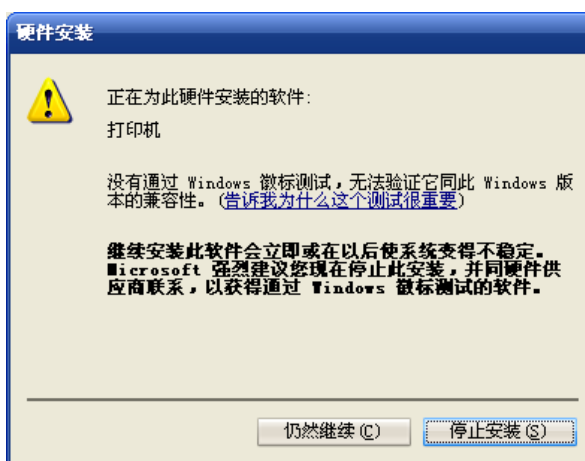 硬件安装
正在为此硬件安装的软件:
打印机
没有通过 Windows 徽标测试，无法验证它同此 Windows 版
本的兼容性。(告诉我为什么这个测试很重要)
继续安装此软件会立即或在以后使系统变得不稳定。
Microsoft 强烈建议您现在停止此安装，并同硬件供
应商联系，以获得通过 Windows 徽标测试的软件。
仍然继续(C)
停止安装(S)